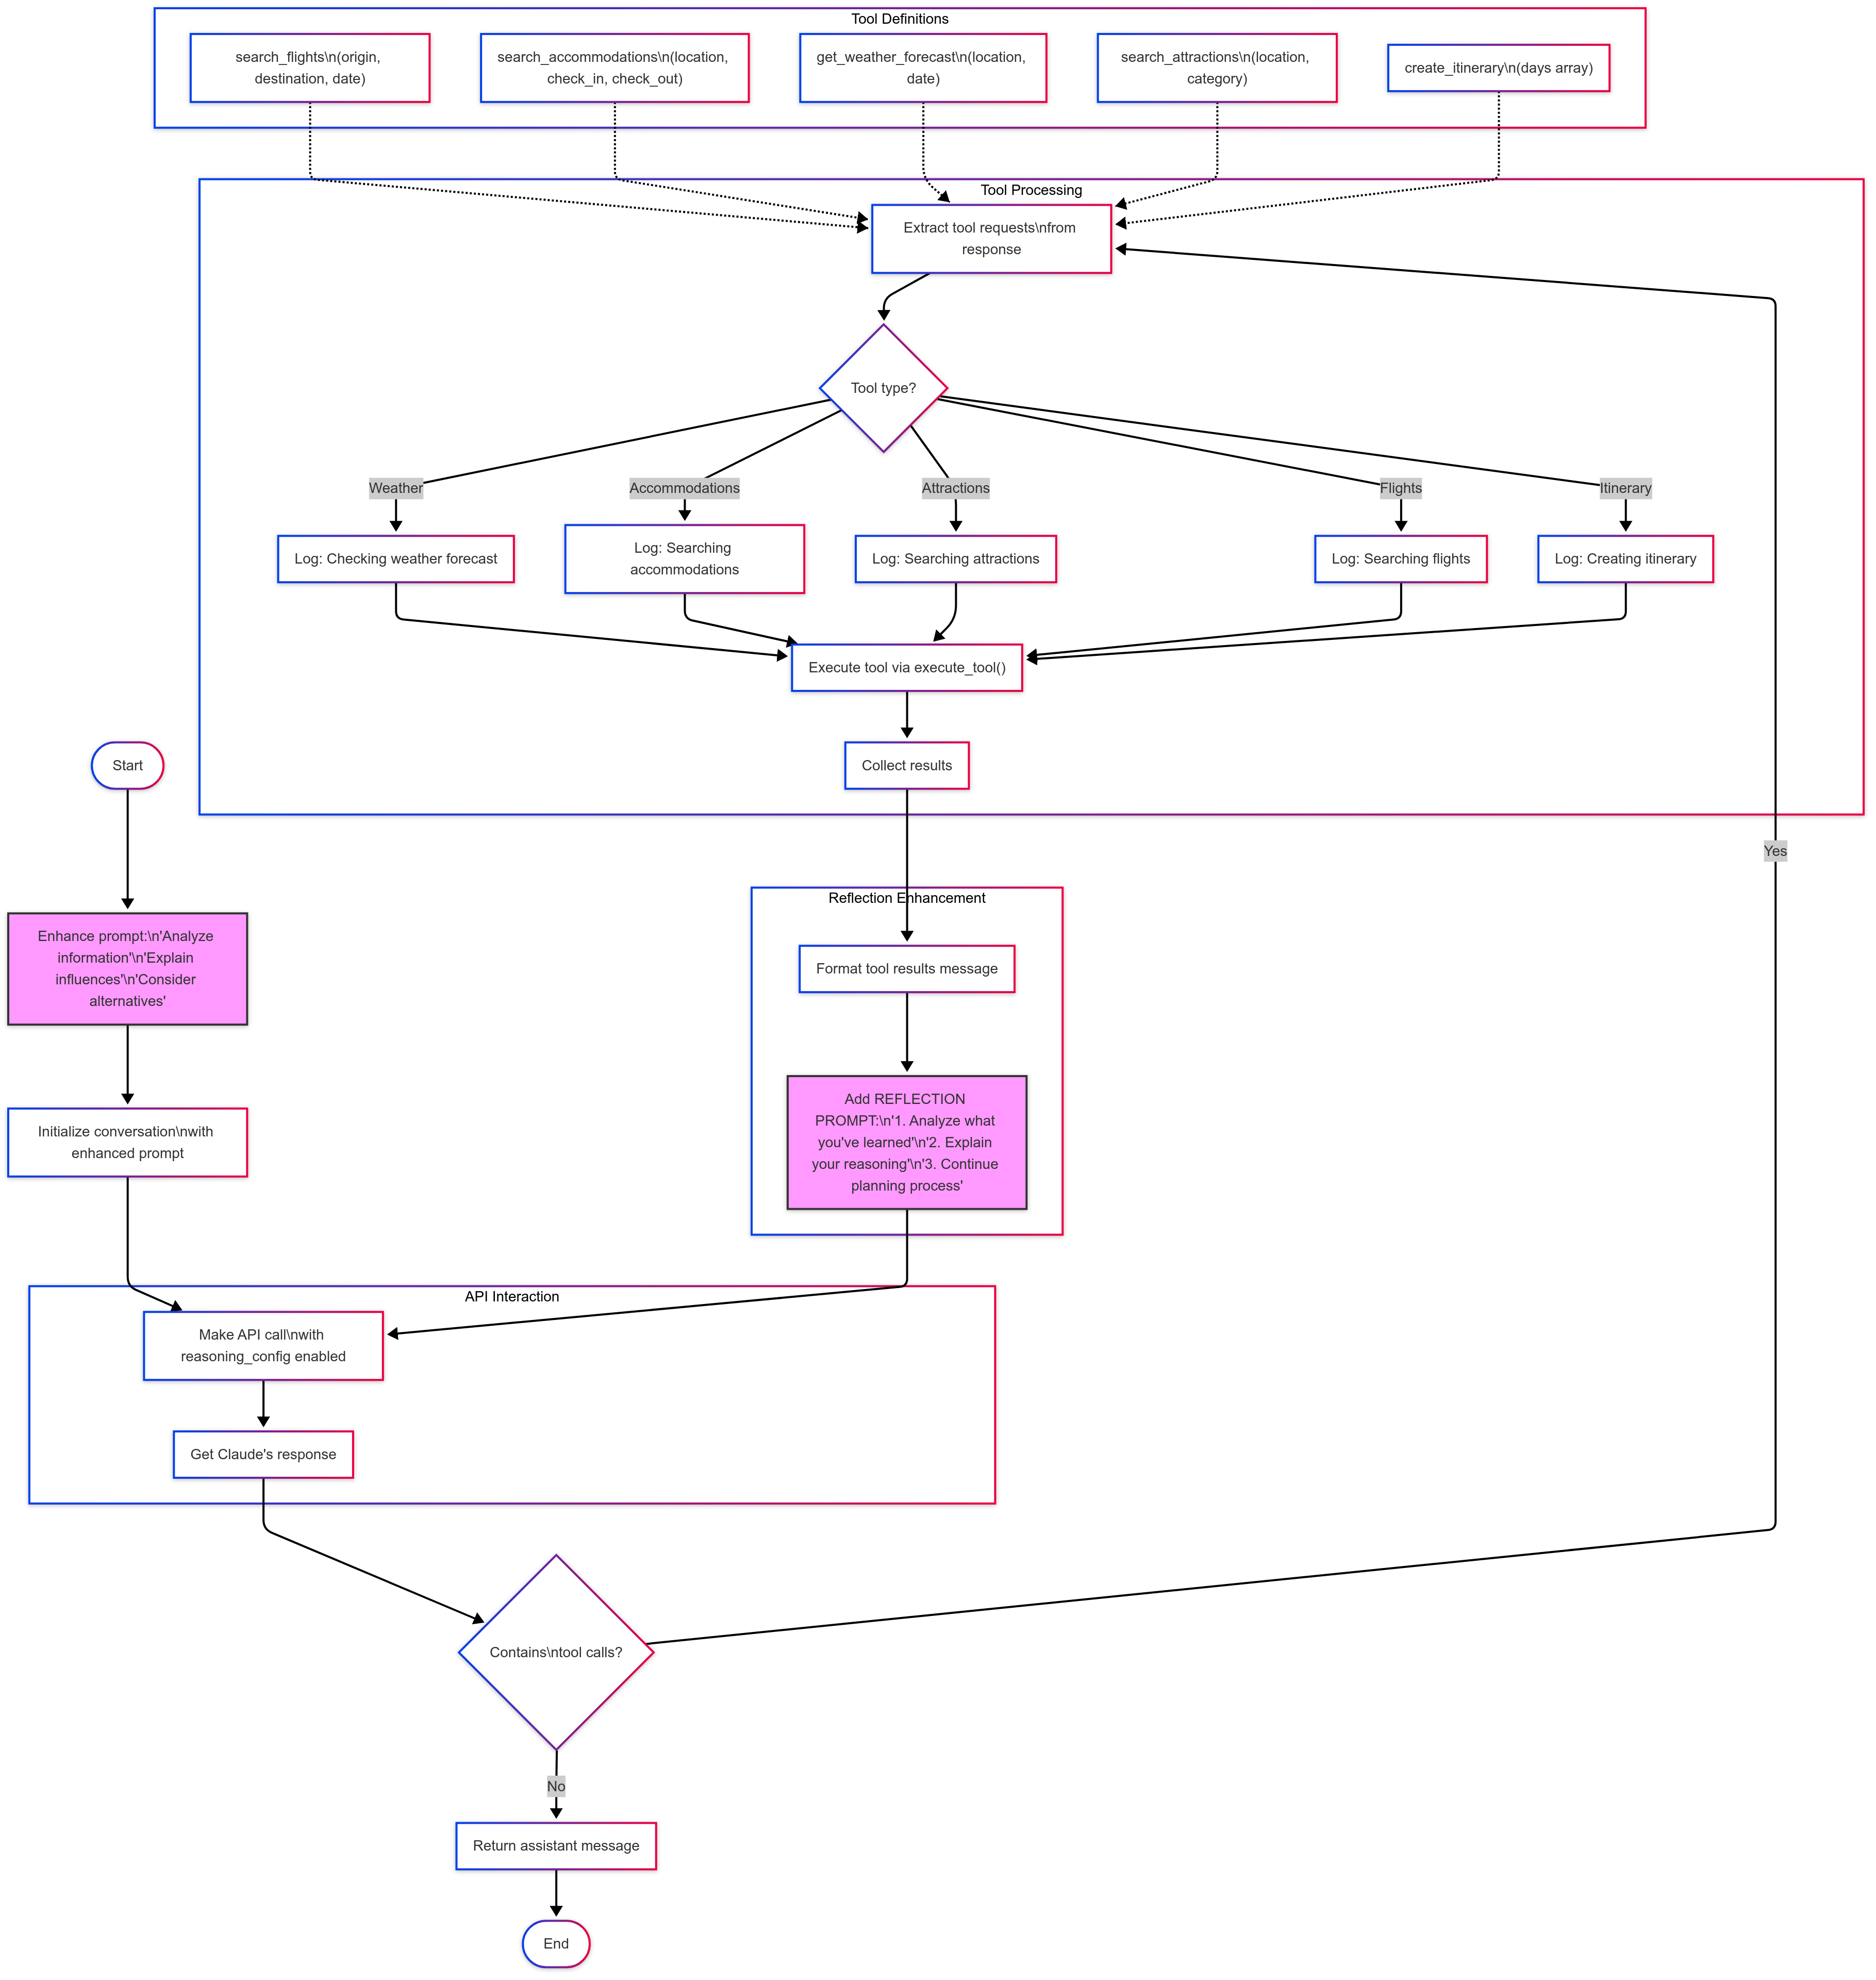 Tool Definitions
search_flights\n(origin,
destination, date)
search_accommodations\n(location,
check_in, check_out)
get_weather_forecast\n(location,
date)
search_attractions\n(location,
category)
create_itinerary\n(days array)
Tool Processing
Extract tool requests\nfrom
response
Tool type?
Weather
Accommodations
Attractions
Flights
Itinerary
Log: Checking weather forecast
Log: Searching
accommodations
Log: Searching attractions
Log: Searching flights
Log: Creating itinerary
Execute tool via execute_tool()
Collect results
Start
Yes
Enhance prompt:\n'Analyze
information'\n'Explain
influences'\n'Consider
alternatives'
Reflection Enhancement
Format tool results message
Initialize conversation\nwith
enhanced prompt
Add REFLECTION
PROMPT:\n'1. Analyze what
you've learned'\n'2. Explain
your reasoning'\n'3. Continue
planning process'
API Interaction
Make API call\nwith
reasoning_config enabled
Get Claude's response
Contains\ntool calls?
No
Return assistant message
End